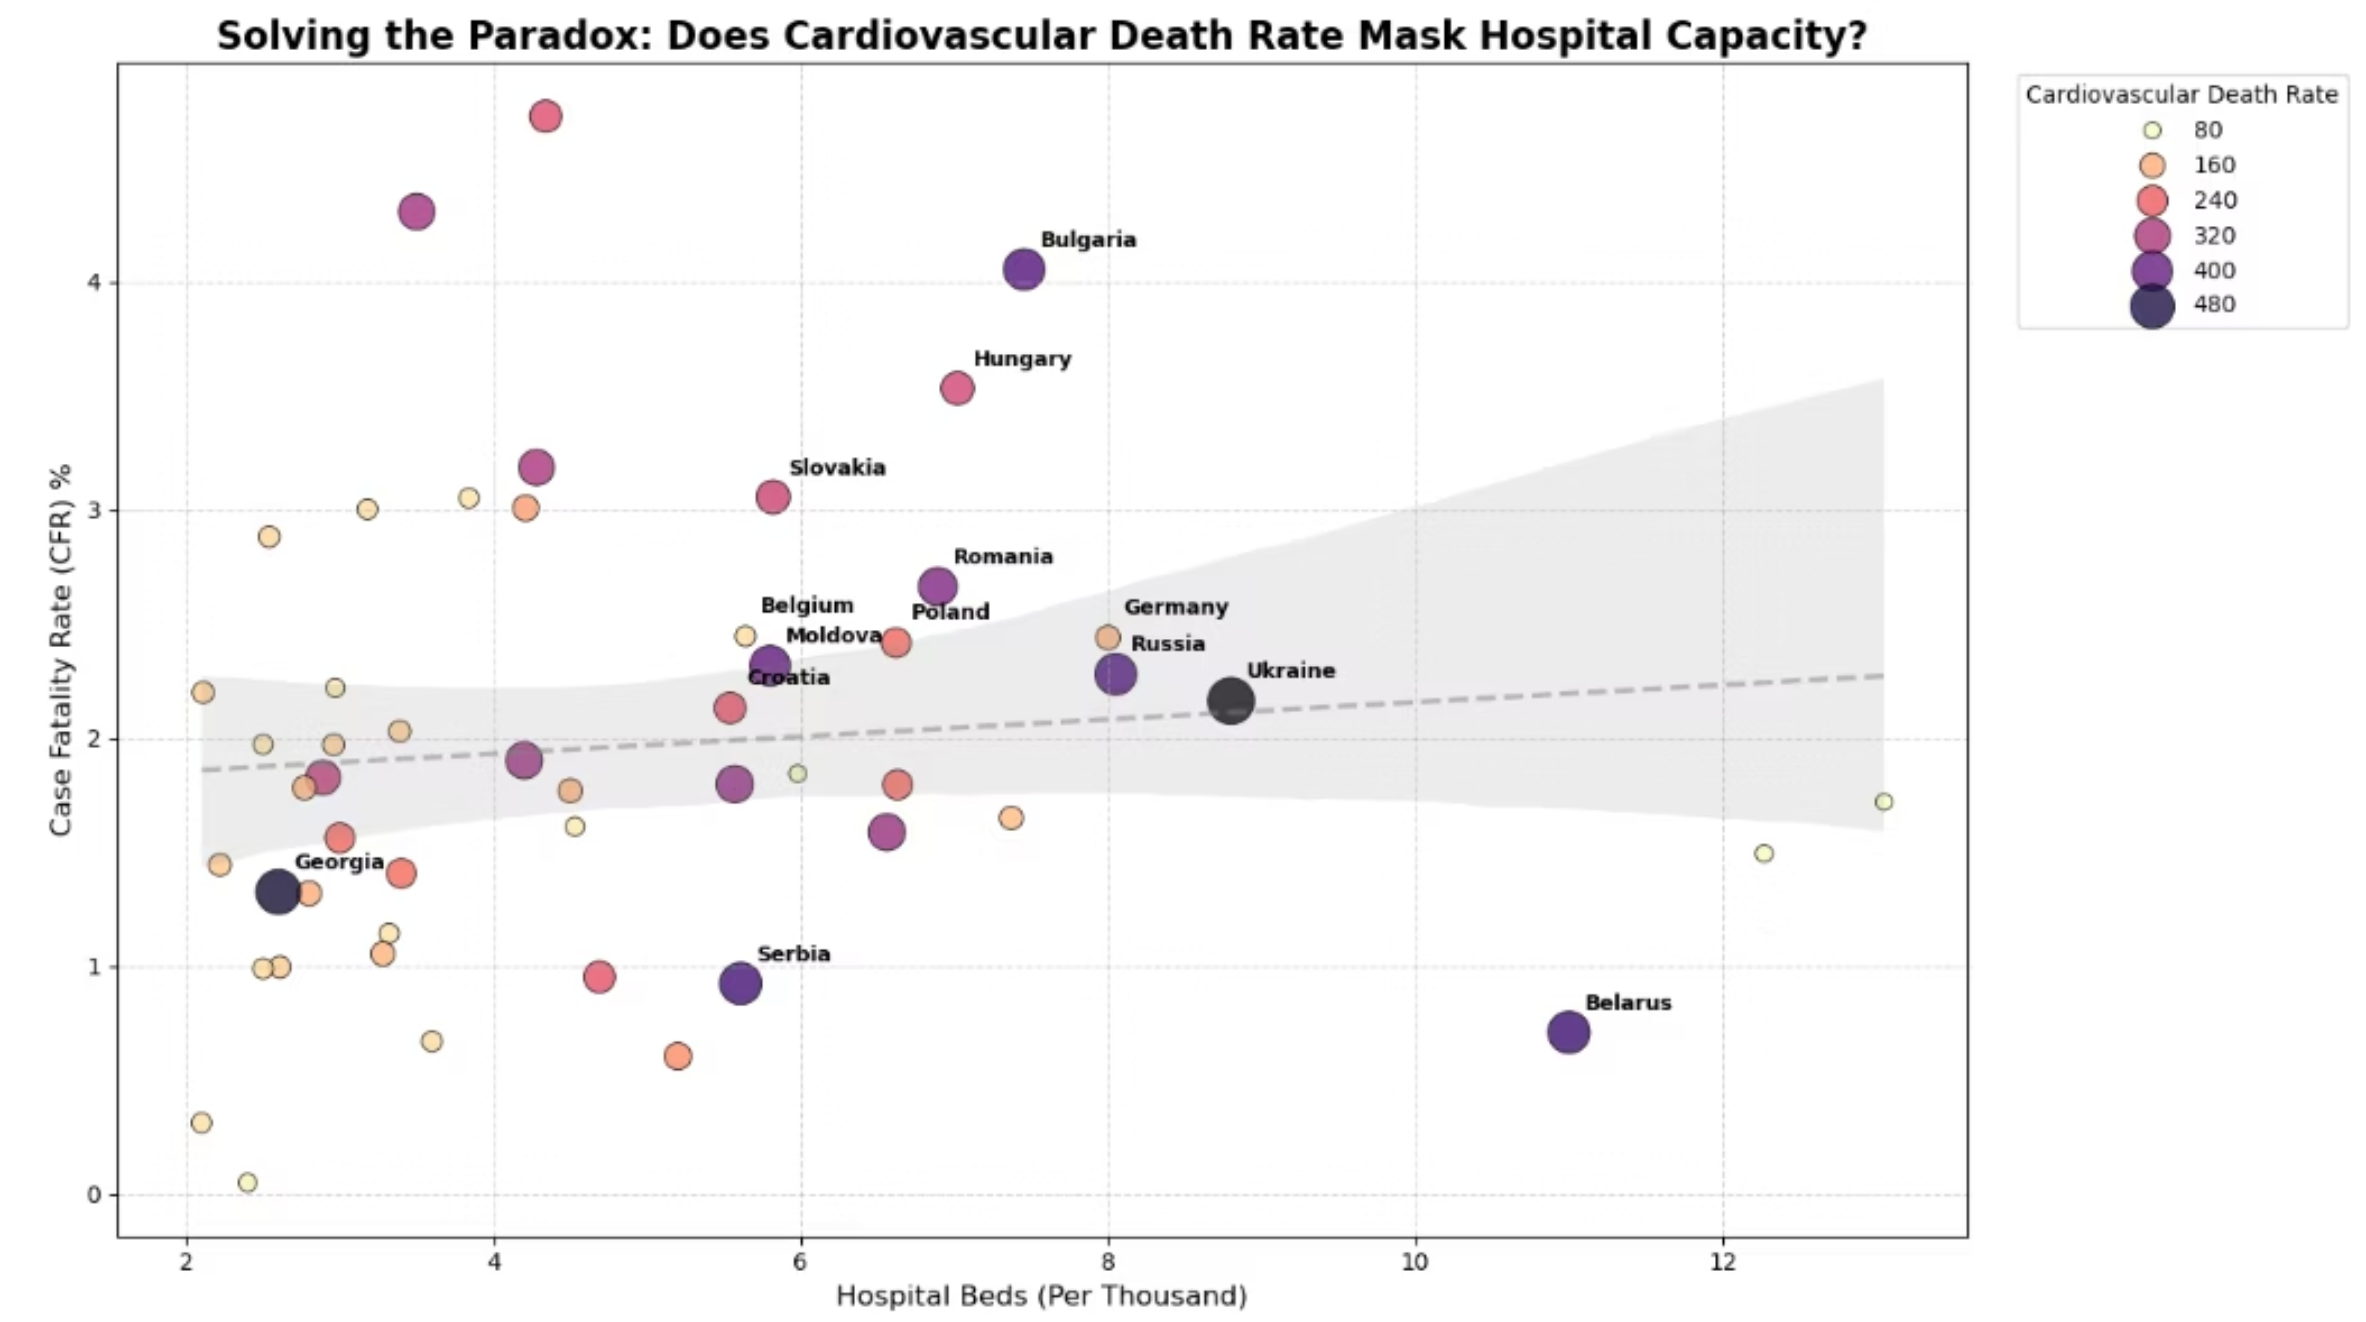 Solving the Paradox: Does Cardiovascular Death Rate Mask Hospital Capacity?
Cardiovascular Death Rate
80
160
240
320
400
480
Case Fatality Rate (CFR) %
4
3
2
1
0
Bulgaria
Hungary
Slovakia
Romania
Belgium
Poland
Germany
Moldova
Russia
Croatia
Ukraine
Georgia
Serbia
Belarus
2 4 6 8 10 12
Hospital Beds (Per Thousand)